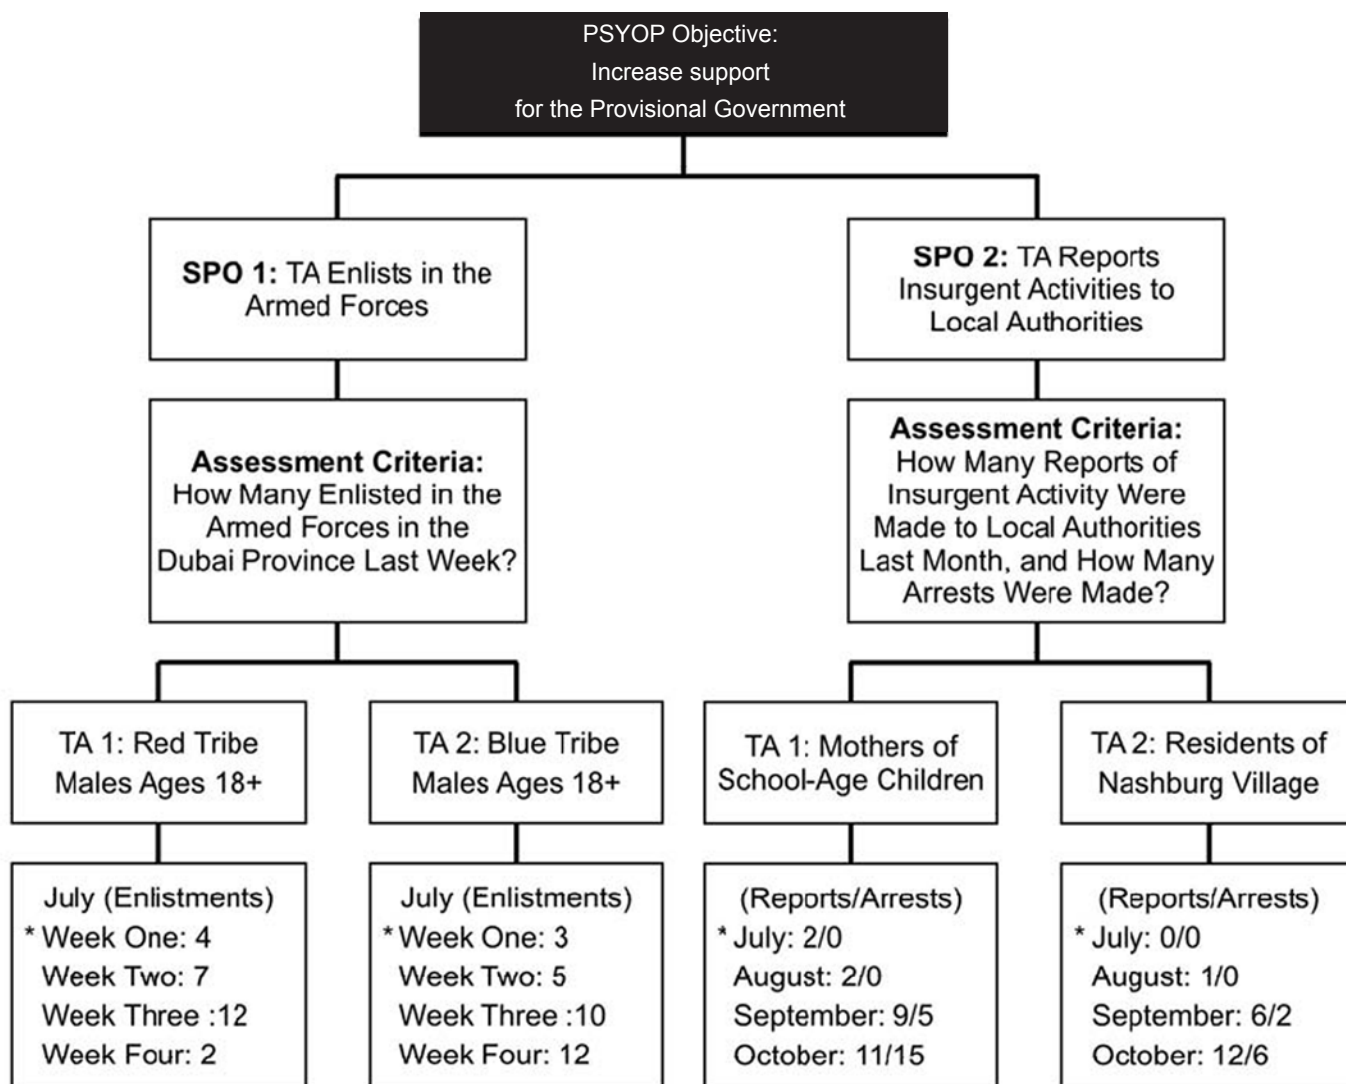 PSYOP Objective:
Increase support
for the Provisional Government
SPO 1: TA Enlists in the
Armed Forces
SPO 2: TA Reports
Insurgent Activities to
Local Authorities
Assessment Criteria:
How Many Enlisted in the
Armed Forces in the
Dubai Province Last Week?
Assessment Criteria:
How Many Reports of
Insurgent Activity Were
Made to Local Authorities
Last Month, and How Many
Arrests Were Made?
TA 1: Red Tribe
Males Ages 18+
TA 2: Blue Tribe
Males Ages 18+
TA 1: Mothers of
School-Age Children
TA 2: Residents of
Nashburg Village
July (Enlistments)
* Week One: 4
Week Two: 7
Week Three :12
Week Four: 2
July (Enlistments)
* Week One: 3
Week Two: 5
Week Three :10
Week Four: 12
(Reports/Arrests)
* July: 2/0
August: 2/0
September: 9/5
October: 11/15
(Reports/Arrests)
* July: 0/0
August: 1/0
September: 6/2
October: 12/6